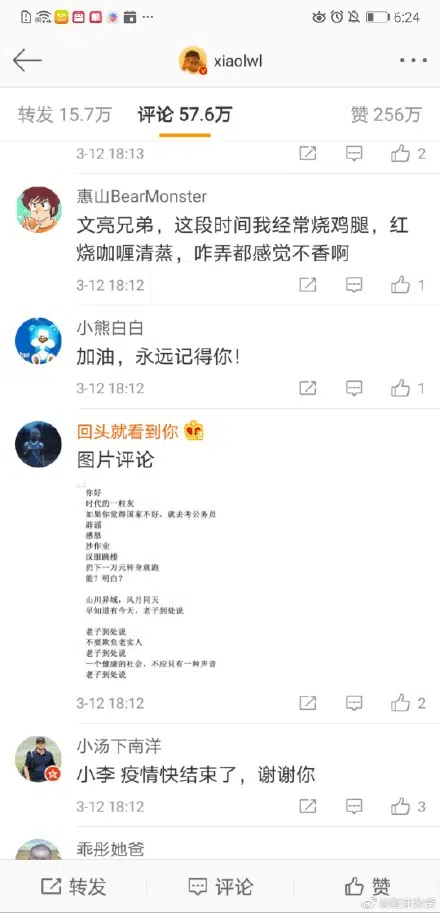 6:24
xiaolwl
转发 15.7万
评论 57.6万
赞 256万
3-12 18:13
2
惠山BearMonster
文亮兄弟，这段时间我经常烧鸡腿，红
烧咖喱清蒸，咋弄都感觉不香啊
3-12 18:12
1
小熊白白
加油，永远记得你！
3-12 18:12
1
回头就看到你
图片评论
你好
时代的一粒灰
如果你觉得国家不好，就去考公务员
辟谣
感恩
抄作业
汉服跳楼
扔下一万元转身就跑
能？明白？
山川异域，风月同天
早知道有今天，老子到处说
老子到处说
不要欺负老实人
老子到处说
一个健康的社会，不应只有一种声音
老子到处说
3-12 18:12
2
小汤下南洋
小李 疫情快结束了，谢谢你
3-12 18:12
3
乖彤她爸
转发
评论
赞